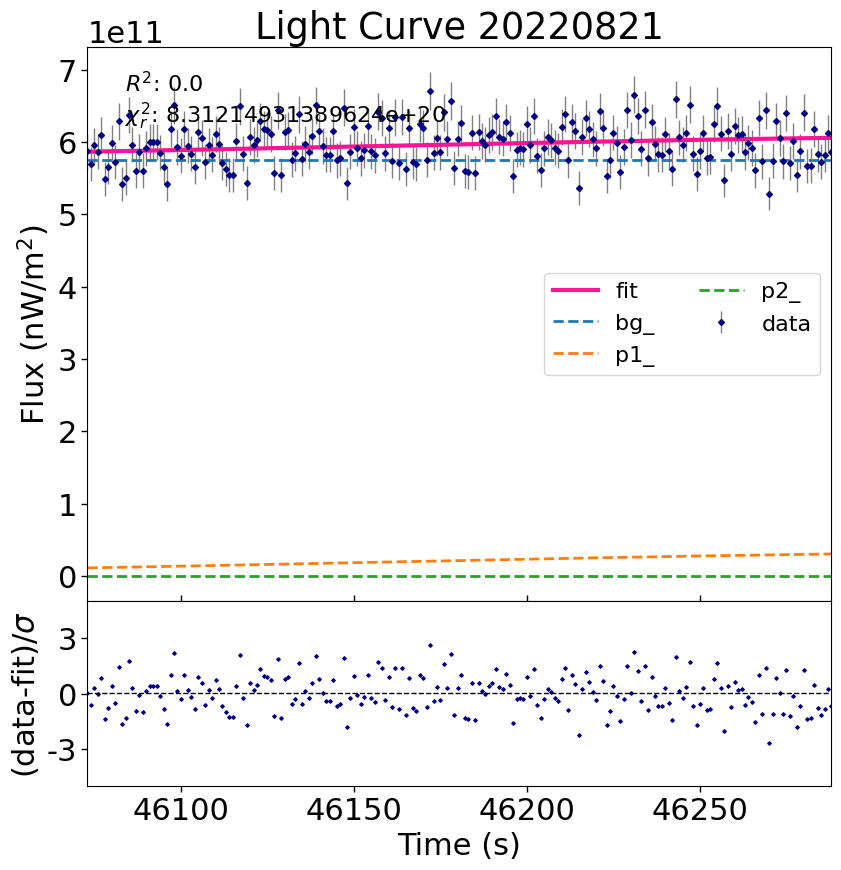 Light Curve 20220821
1e11
R²: 0.0
χ²ᵣ: 8.312149931389624e+20
7
6
5
4
3
2
1
0
Flux (nW/m²)
fit
bg_
p1_
p2_
data
3
0
-3
(data-fit)/σ
46100 46150 46200 46250
Time (s)